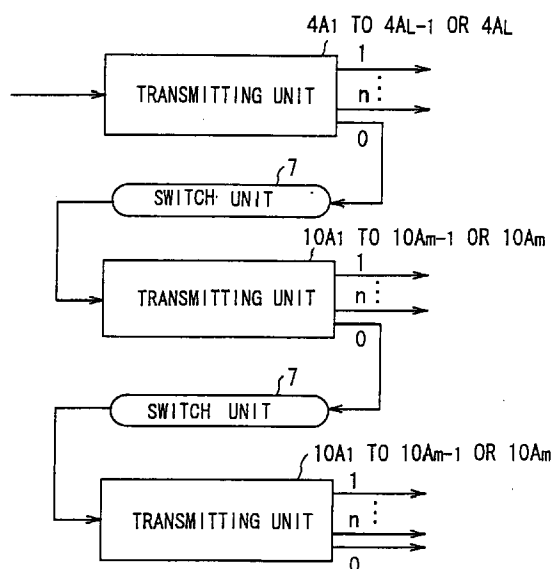 4A1 TO 4AL-1 OR 4AL
1
TRANSMITTING UNIT
n
0
7
SWITCH UNIT
10A1 TO 10Am-1 OR 10Am
1
TRANSMITTING UNIT
n
0
7
SWITCH UNIT
10A1 TO 10Am-1 OR 10Am
1
TRANSMITTING UNIT
n
0